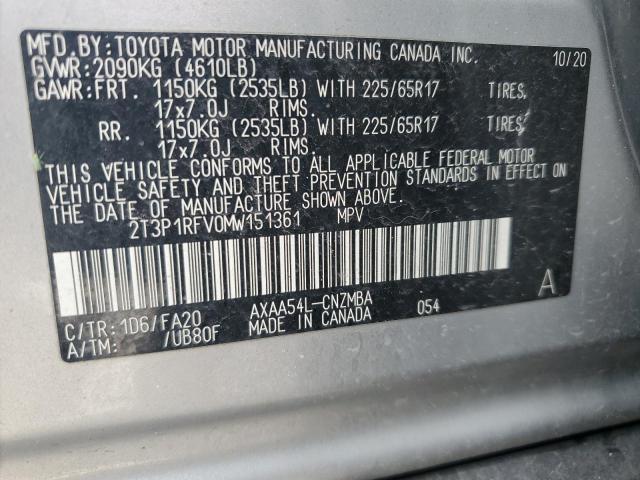 MFD. BY: TOYOTA MOTOR MANUFACTURING CANADA INC. 10/20
GVWR: 2090KG (4610LB)
GAWR: FRT. 1150KG (2535LB) WITH 225/65R17 TIRES,
17x7.0J RIMS.
RR. 1150KG (2535LB) WITH 225/65R17 TIRES,
17x7.0J RIMS.
THIS VEHICLE CONFORMS TO ALL APPLICABLE FEDERAL MOTOR
VEHICLE SAFETY AND THEFT PREVENTION STANDARDS IN EFFECT ON
THE DATE OF MANUFACTURE SHOWN ABOVE.
2T3P1RFV0MW151361 MPV
C/TR: 1D6/FA20 AXAA54L-CNZMBA 054 A
A/TM: /UB80F MADE IN CANADA